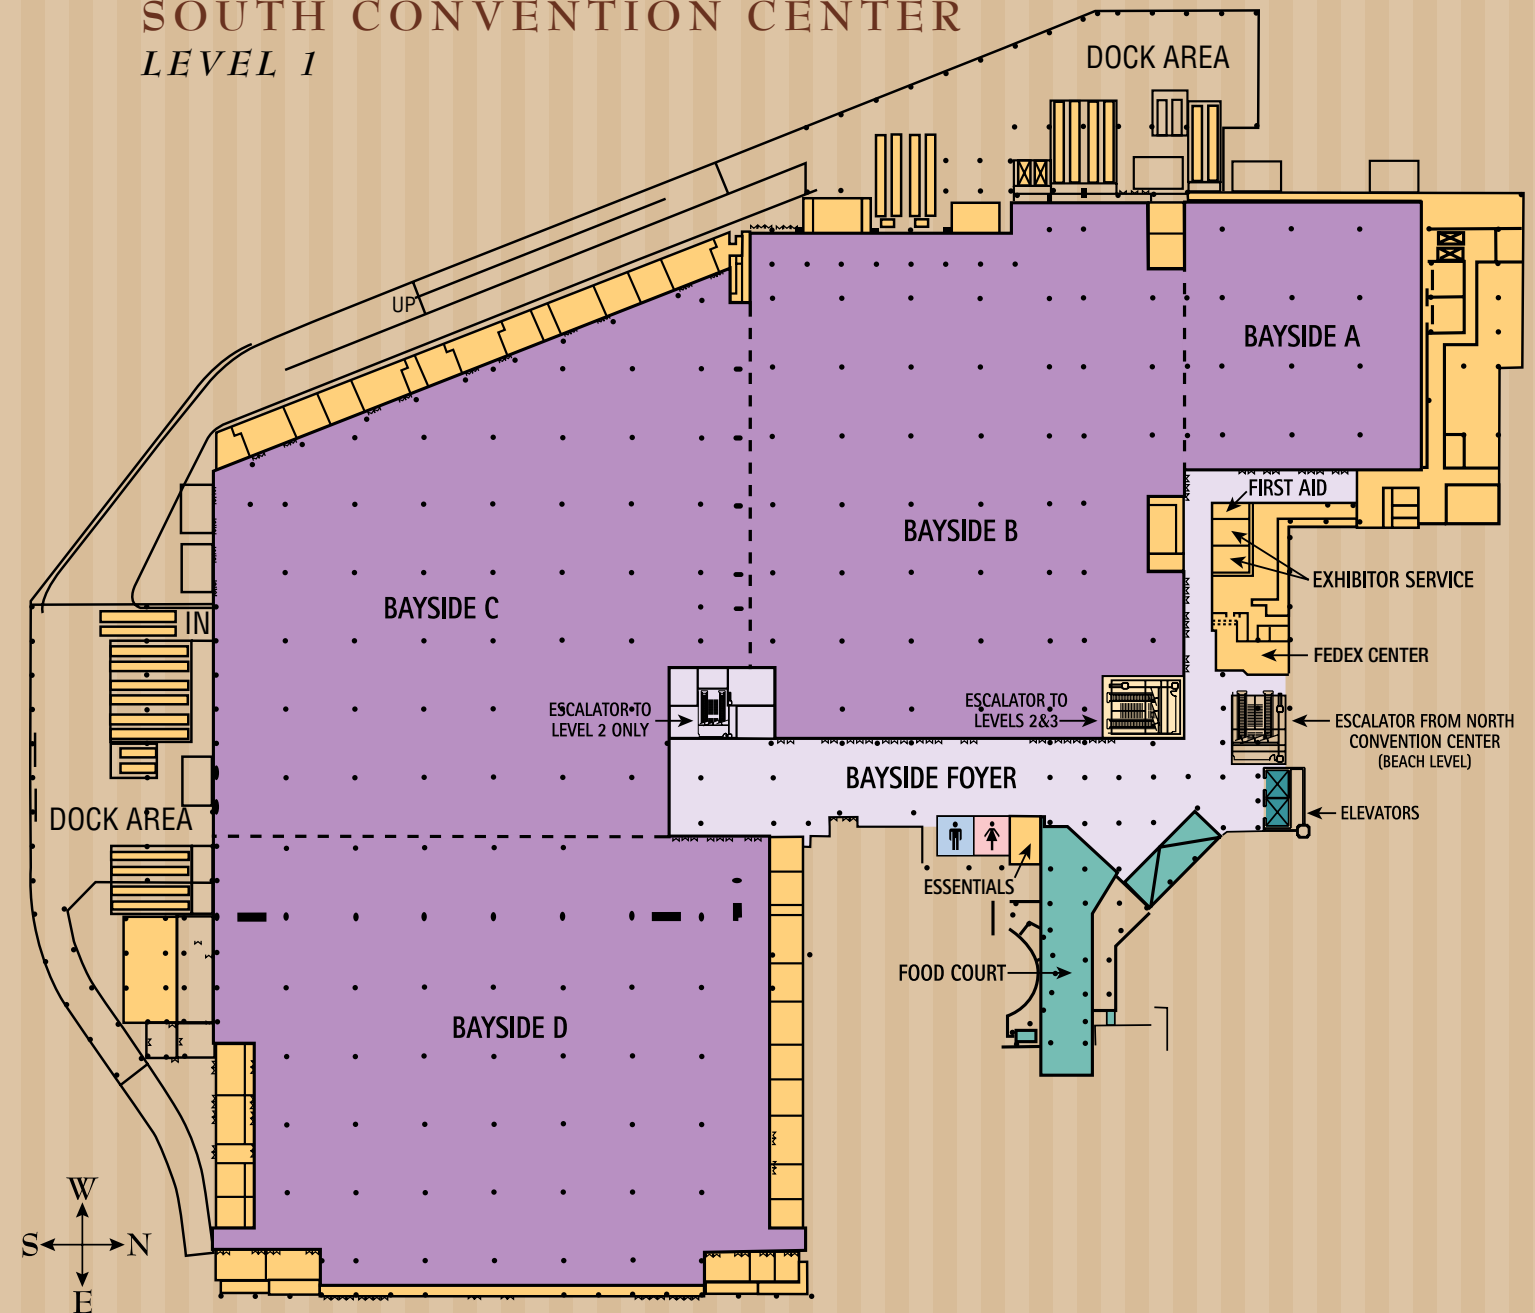 SOUTH CONVENTION CENTER
LEVEL 1
DOCK AREA
UP
BAYSIDE A
FIRST AID
BAYSIDE B
EXHIBITOR SERVICE
BAYSIDE C
IN
FEDEX CENTER
ESCALATOR TO
LEVEL 2 ONLY
ESCALATOR TO
LEVELS 2&3
ESCALATOR FROM NORTH
CONVENTION CENTER
(BEACH LEVEL)
BAYSIDE FOYER
DOCK AREA
ELEVATORS
ESSENTIALS
FOOD COURT
BAYSIDE D
W
S
N
E